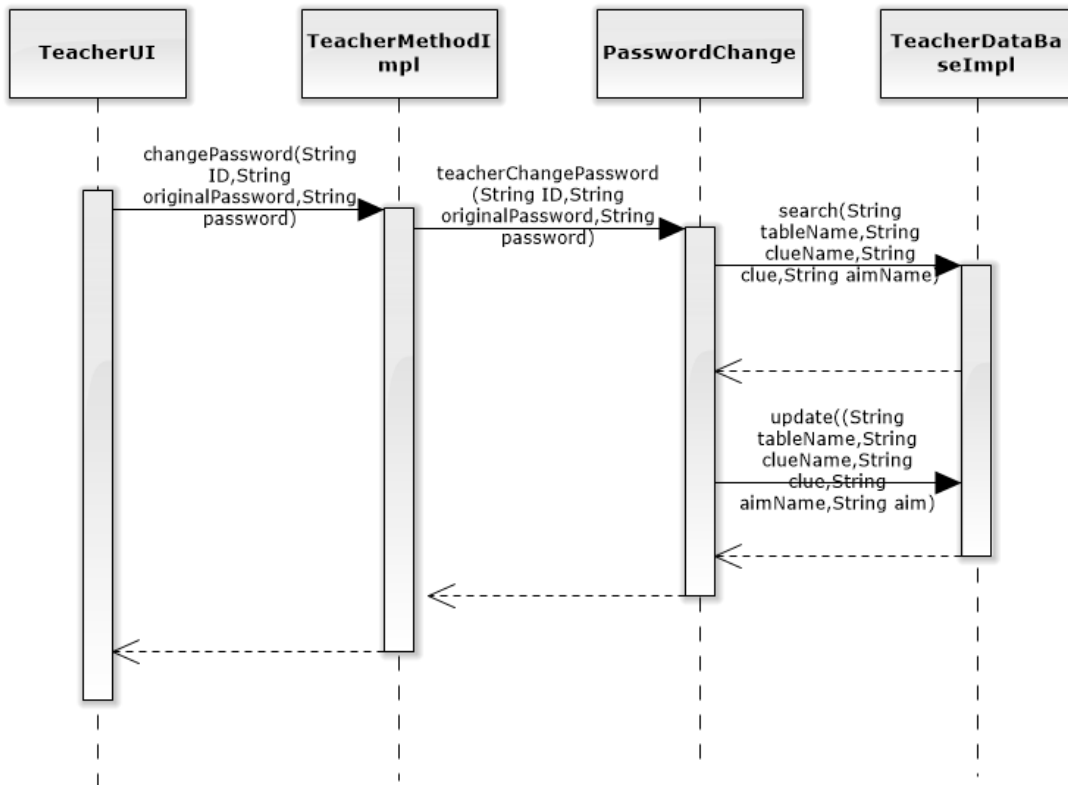 TeacherUI
TeacherMethodI
mpl
PasswordChange
TeacherDataBa
seImpl
changePassword(String
ID,String
originalPassword,String
password)
teacherChangePassword
(String ID,String
originalPassword,String
password)
search(String
tableName,String
clueName,String
clue,String aimName)
update((String
tableName,String
clueName,String
clue,String
aimName,String aim)